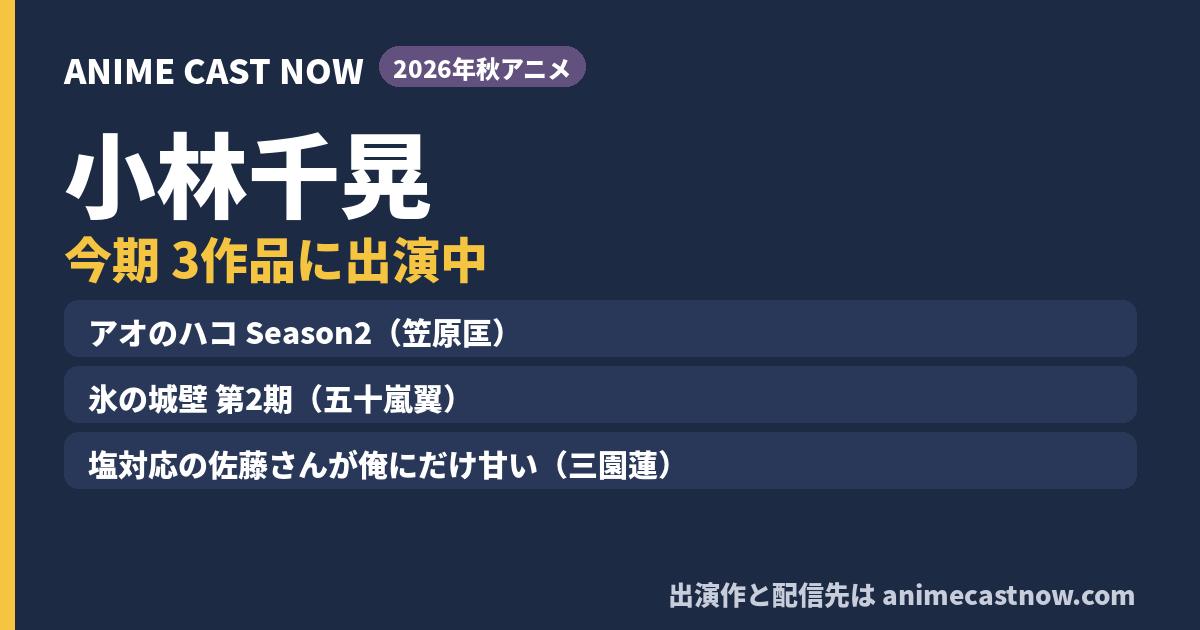 ANIME CAST NOW 2026年秋アニメ
小林千晃
今期 3作品に出演中
アオのハコ Season2（笠原匡）
氷の城壁 第2期（五十嵐翼）
塩対応の佐藤さんが俺にだけ甘い（三園蓮）
出演作と配信先は animecastnow.com